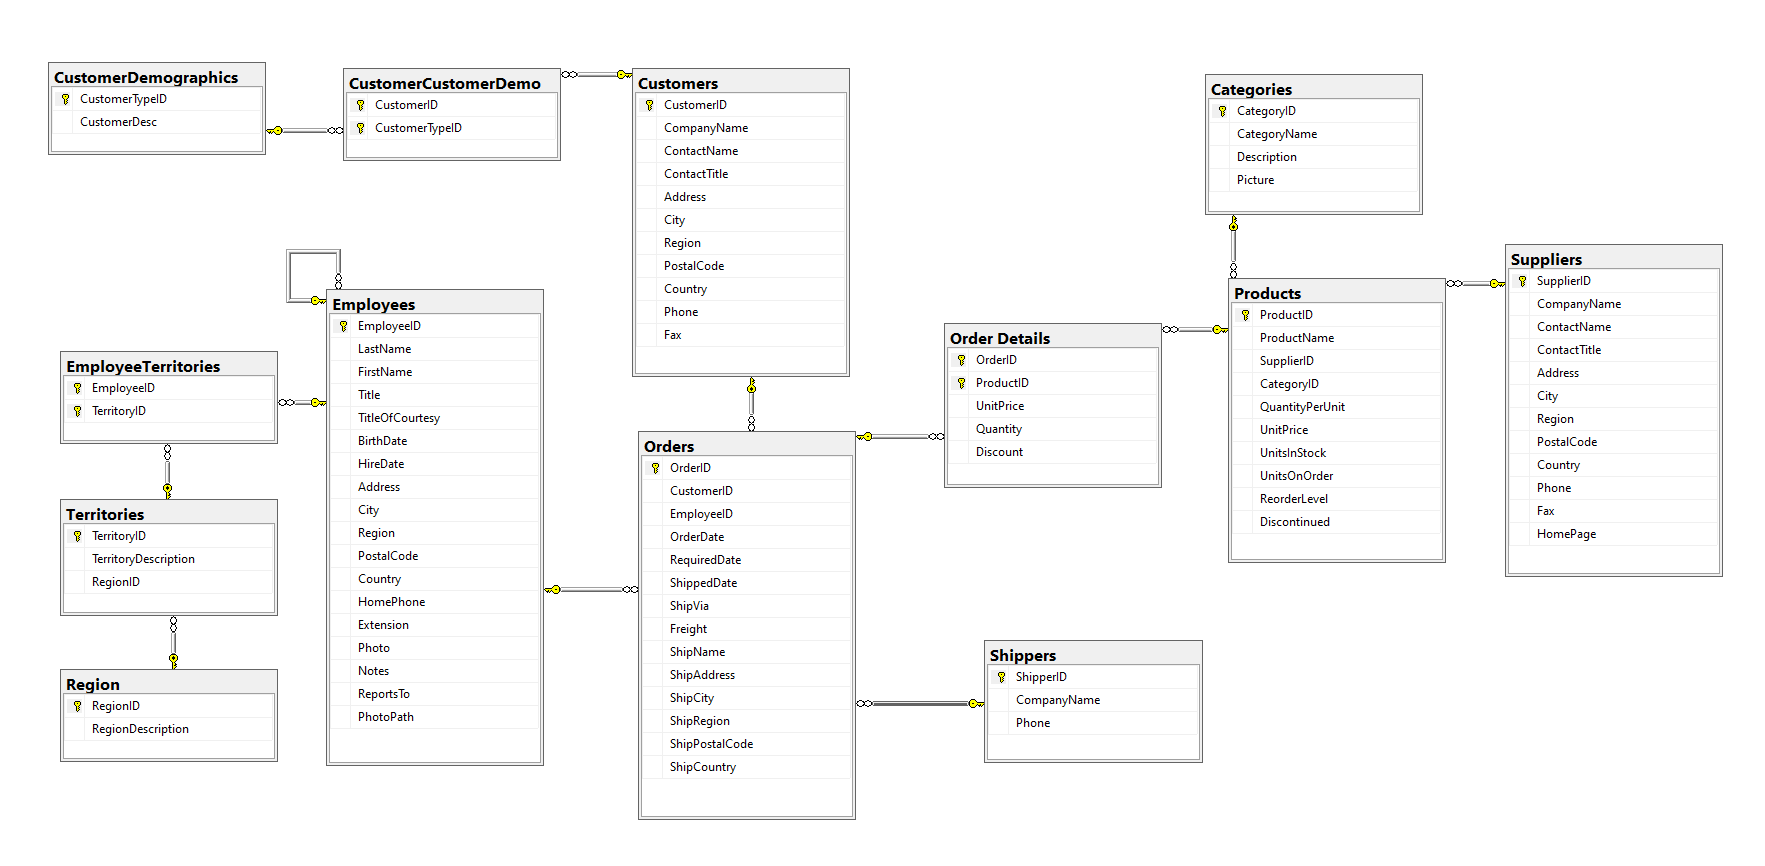 CustomerDemographics
CustomerTypeID
CustomerDesc
CustomerCustomerDemo
CustomerID
CustomerTypeID
Customers
CustomerID
CompanyName
ContactName
ContactTitle
Address
City
Region
PostalCode
Country
Phone
Fax
Categories
CategoryID
CategoryName
Description
Picture
Employees
EmployeeID
LastName
FirstName
Title
TitleOfCourtesy
BirthDate
HireDate
Address
City
Region
PostalCode
Country
HomePhone
Extension
Photo
Notes
ReportsTo
PhotoPath
EmployeeTerritories
EmployeeID
TerritoryID
Territories
TerritoryID
TerritoryDescription
RegionID
Region
RegionID
RegionDescription
Orders
OrderID
CustomerID
EmployeeID
OrderDate
RequiredDate
ShippedDate
ShipVia
Freight
ShipName
ShipAddress
ShipCity
ShipRegion
ShipPostalCode
ShipCountry
Order Details
OrderID
ProductID
UnitPrice
Quantity
Discount
Products
ProductID
ProductName
SupplierID
CategoryID
QuantityPerUnit
UnitPrice
UnitsInStock
UnitsOnOrder
ReorderLevel
Discontinued
Suppliers
SupplierID
CompanyName
ContactName
ContactTitle
Address
City
Region
PostalCode
Country
Phone
Fax
HomePage
Shippers
ShipperID
CompanyName
Phone